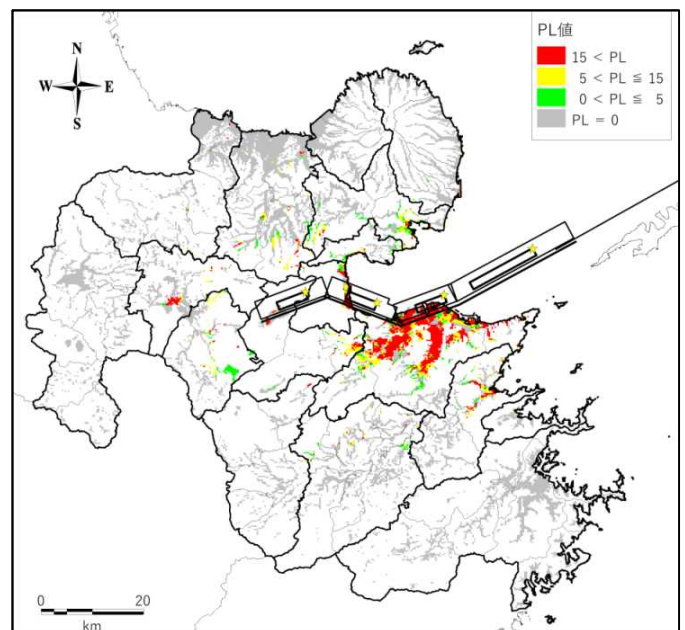 PL値
15 < PL
5 < PL ≦ 15
0 < PL ≦ 5
PL = 0
N
W E
S
0 20
km